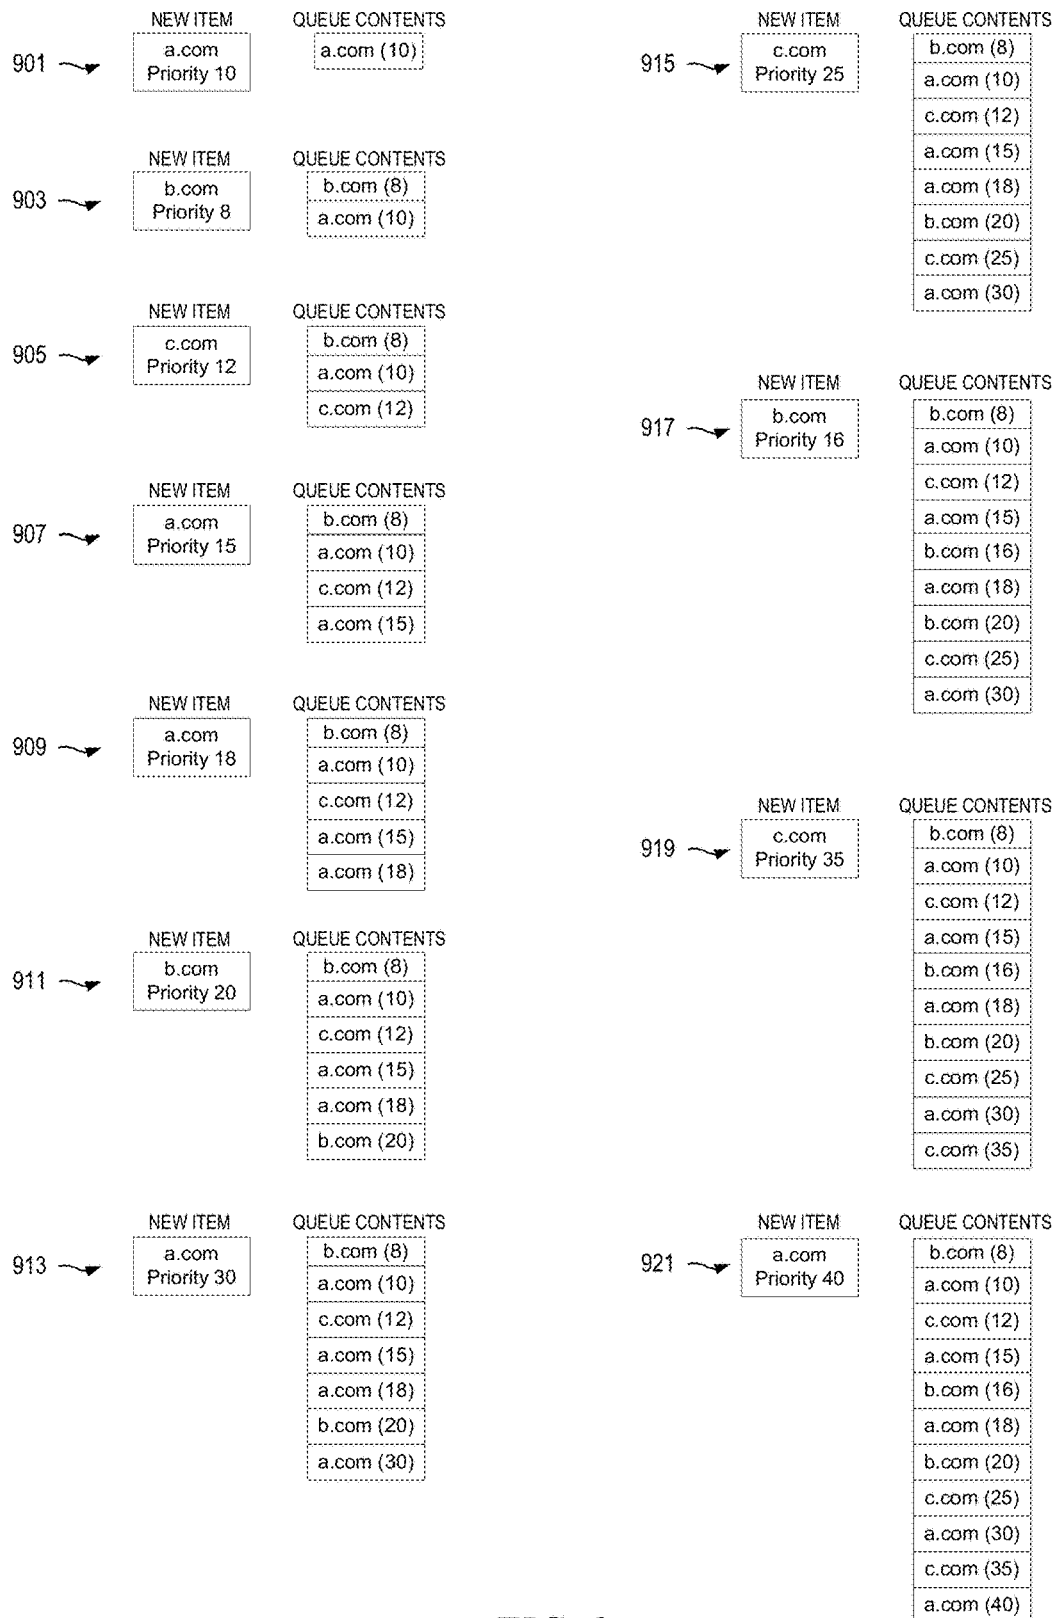 NEW ITEM QUEUE CONTENTS
901 a.com a.com (10)
Priority 10
NEW ITEM QUEUE CONTENTS
903 b.com b.com (8)
Priority 8 a.com (10)
NEW ITEM QUEUE CONTENTS
905 c.com b.com (8)
Priority 12 a.com (10)
c.com (12)
NEW ITEM QUEUE CONTENTS
907 a.com b.com (8)
Priority 15 a.com (10)
c.com (12)
a.com (15)
NEW ITEM QUEUE CONTENTS
909 a.com b.com (8)
Priority 18 a.com (10)
c.com (12)
a.com (15)
a.com (18)
NEW ITEM QUEUE CONTENTS
911 b.com b.com (8)
Priority 20 a.com (10)
c.com (12)
a.com (15)
a.com (18)
b.com (20)
NEW ITEM QUEUE CONTENTS
913 a.com b.com (8)
Priority 30 a.com (10)
c.com (12)
a.com (15)
a.com (18)
b.com (20)
a.com (30)
NEW ITEM QUEUE CONTENTS
915 c.com b.com (8)
Priority 25 a.com (10)
c.com (12)
a.com (15)
a.com (18)
b.com (20)
c.com (25)
a.com (30)
NEW ITEM QUEUE CONTENTS
917 b.com b.com (8)
Priority 16 a.com (10)
c.com (12)
a.com (15)
b.com (16)
a.com (18)
b.com (20)
c.com (25)
a.com (30)
NEW ITEM QUEUE CONTENTS
919 c.com b.com (8)
Priority 35 a.com (10)
c.com (12)
a.com (15)
b.com (16)
a.com (18)
b.com (20)
c.com (25)
a.com (30)
c.com (35)
NEW ITEM QUEUE CONTENTS
921 a.com b.com (8)
Priority 40 a.com (10)
c.com (12)
a.com (15)
b.com (16)
a.com (18)
b.com (20)
c.com (25)
a.com (30)
c.com (35)
a.com (40)